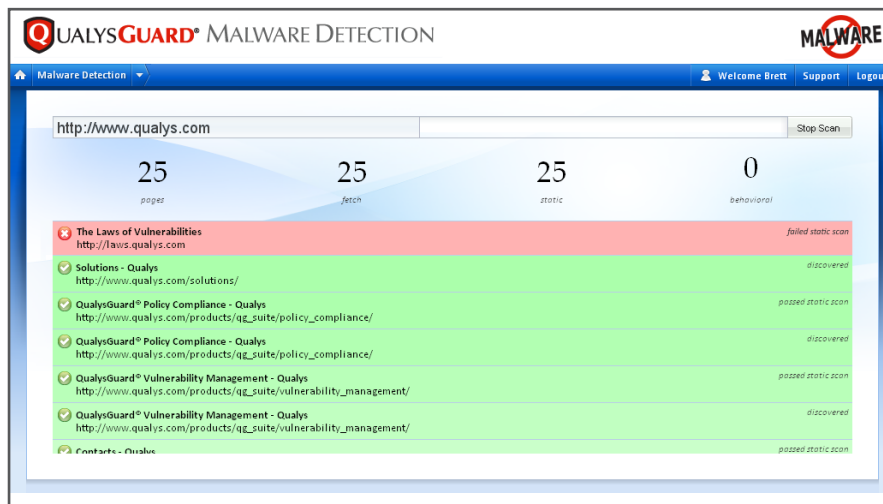 QUALYSGUARD® MALWARE DETECTION
MALWARE
Malware Detection
Welcome Brett Support Logou
http://www.qualys.com Stop Scan
25 25 25 0
pages fetch static behavioral
The Laws of Vulnerabilities failed static scan
http://laws.qualys.com
Solutions - Qualys discovered
http://www.qualys.com/solutions/
QualysGuard® Policy Compliance - Qualys passed static scan
http://www.qualys.com/products/qg_suite/policy_compliance/
QualysGuard® Policy Compliance - Qualys discovered
http://www.qualys.com/products/qg_suite/policy_compliance/
QualysGuard® Vulnerability Management - Qualys passed static scan
http://www.qualys.com/products/qg_suite/vulnerability_management/
QualysGuard® Vulnerability Management - Qualys discovered
http://www.qualys.com/products/qg_suite/vulnerability_management/
Contacts - Qualys passed static scan